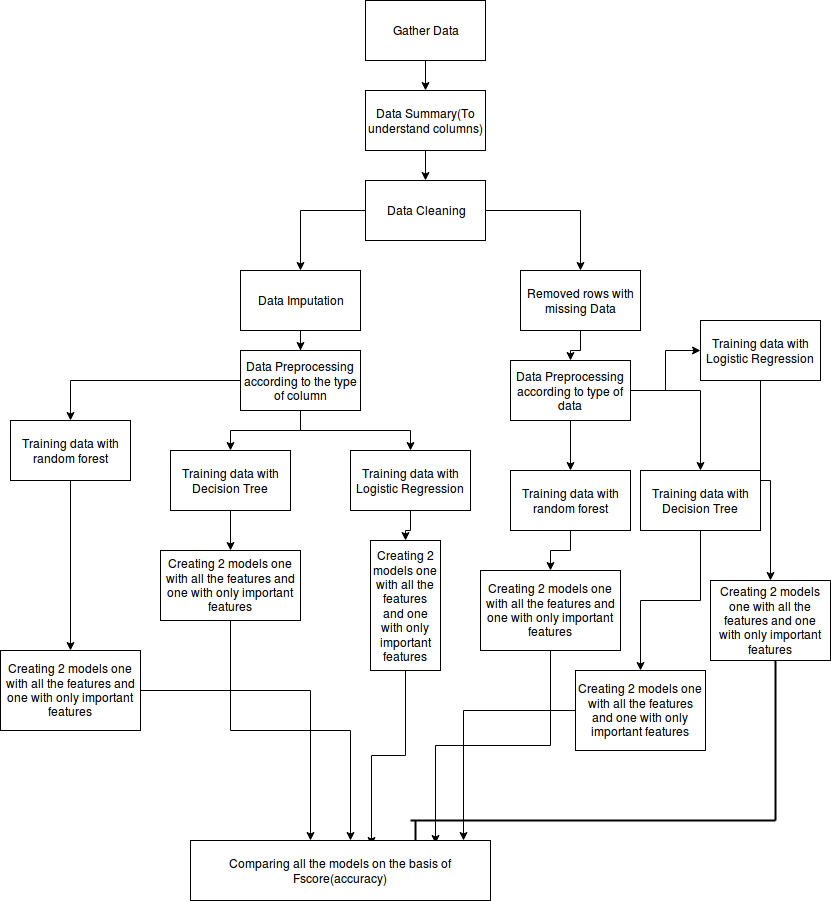 Gather Data
Data Summary(To
understand columns)
Data Cleaning
Data Imputation
Removed rows with
missing Data
Training data with
Logistic Regression
Data Preprocessing
according to the type
of column
Data Preprocessing
according to type of
data
Training data with
random forest
Training data with
Decision Tree
Training data with
Logistic Regression
Training data with
random forest
Training data with
Decision Tree
Creating 2 models one
with all the features and
one with only important
features
Creating 2
models one
with all the
features
and one
with only
important
features
Creating 2 models one
with all the features and
one with only important
features
Creating 2 models
one with all the
features and one
with only important
features
Creating 2 models one
with all the features and
one with only important
features
Creating 2 models one
with all the features
and one with only
important features
Comparing all the models on the basis of
Fscore(accuracy)